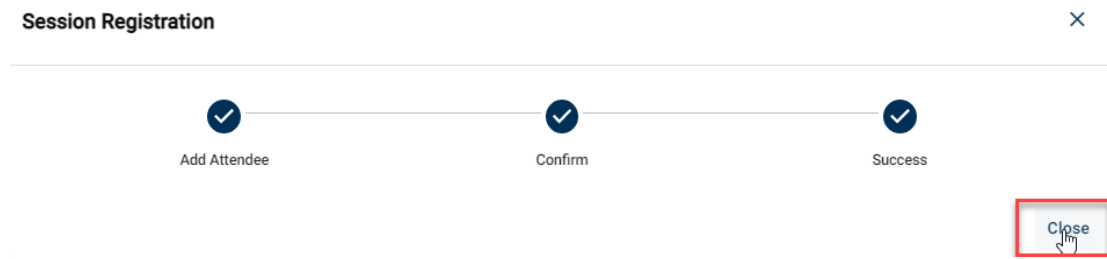 Session Registration
Add Attendee
Confirm
Success
Close